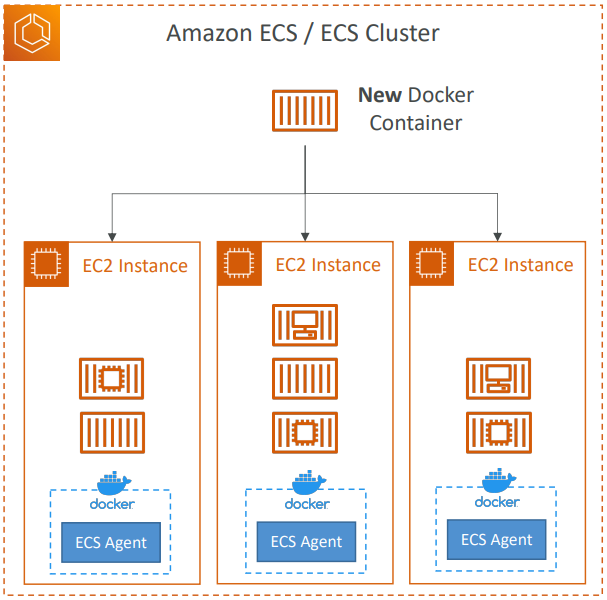 Amazon ECS / ECS Cluster
New Docker
Container
EC2 Instance
EC2 Instance
EC2 Instance
docker
docker
docker
ECS Agent
ECS Agent
ECS Agent